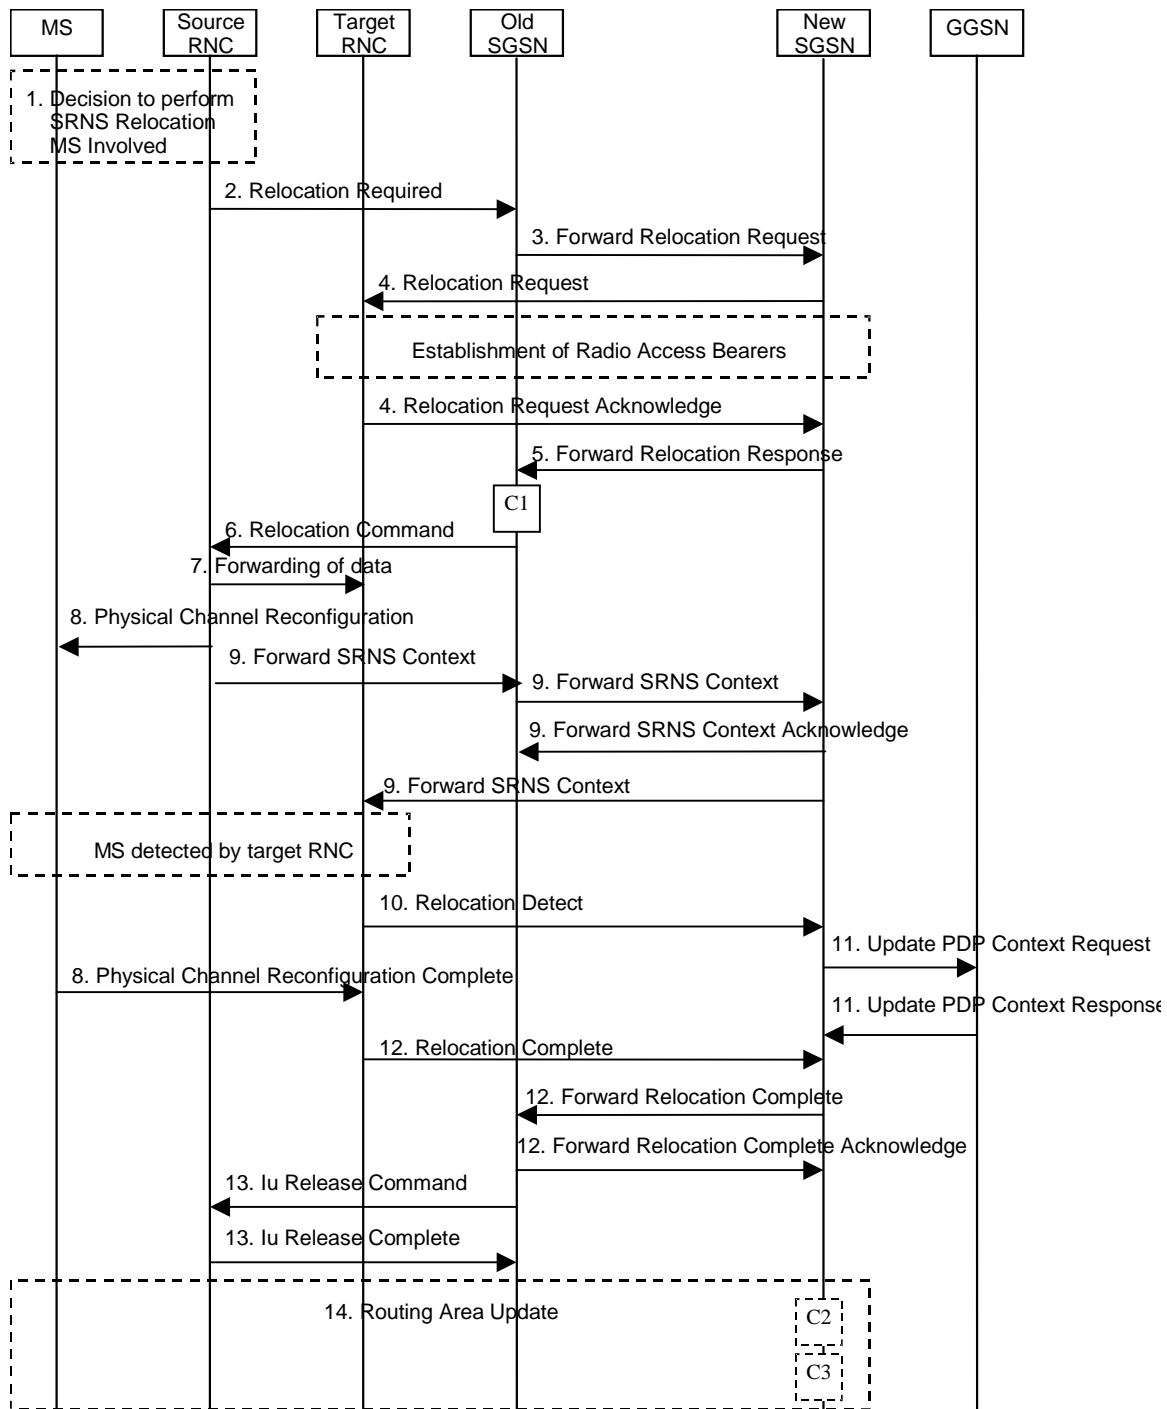 MS
Source
RNC
Target
RNC
Old
SGSN
New
SGSN
GGSN
1. Decision to perform
SRNS Relocation
MS Involved
2. Relocation Required
3. Forward Relocation Request
4. Relocation Request
Establishment of Radio Access Bearers
4. Relocation Request Acknowledge
5. Forward Relocation Response
C1
6. Relocation Command
7. Forwarding of data
8. Physical Channel Reconfiguration
9. Forward SRNS Context
9. Forward SRNS Context
9. Forward SRNS Context Acknowledge
9. Forward SRNS Context
MS detected by target RNC
10. Relocation Detect
11. Update PDP Context Request
8. Physical Channel Reconfiguration Complete
11. Update PDP Context Response
12. Relocation Complete
12. Forward Relocation Complete
12. Forward Relocation Complete Acknowledge
13. Iu Release Command
13. Iu Release Complete
14. Routing Area Update
C2
C3